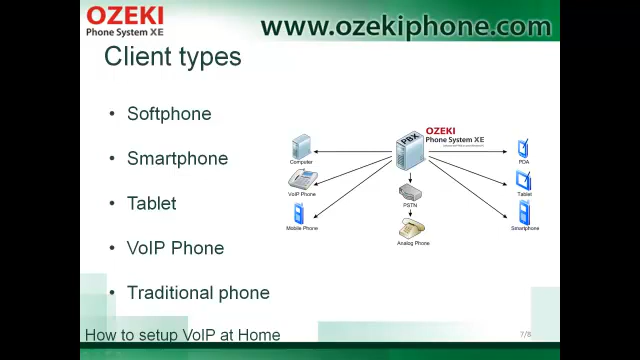 OZEKI
Phone System XE
www.ozekiphone.com
Client types
• Softphone
• Smartphone
• Tablet
• VoIP Phone
• Traditional phone
PBX
OZEKI
Phone System XE
Computer
VoIP Phone
Mobile Phone
PSTN
Analog Phone
PDA
Tablet
Smartphone
How to setup VoIP at Home
7/8